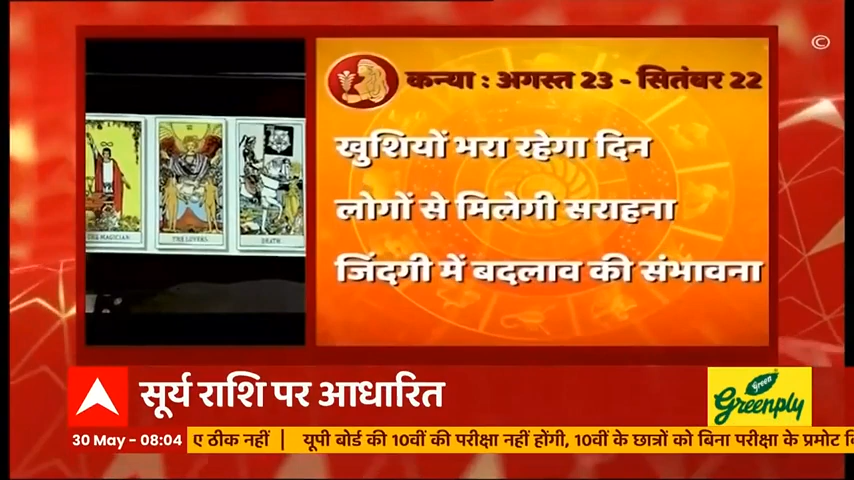 ©
कन्या : अगस्त 23 - सितंबर 22
खुशियों भरा रहेगा दिन
लोगों से मिलेगी सराहना
जिंदगी में बदलाव की संभावना
THE MAGICIAN
THE LOVERS
DEATH
सूर्य राशि पर आधारित
Green
Greenply
30 May - 08:04
ए ठीक नहीं | यूपी बोर्ड की 10वीं की परीक्षा नहीं होंगी, 10वीं के छात्रों को बिना परीक्षा के प्रमोट